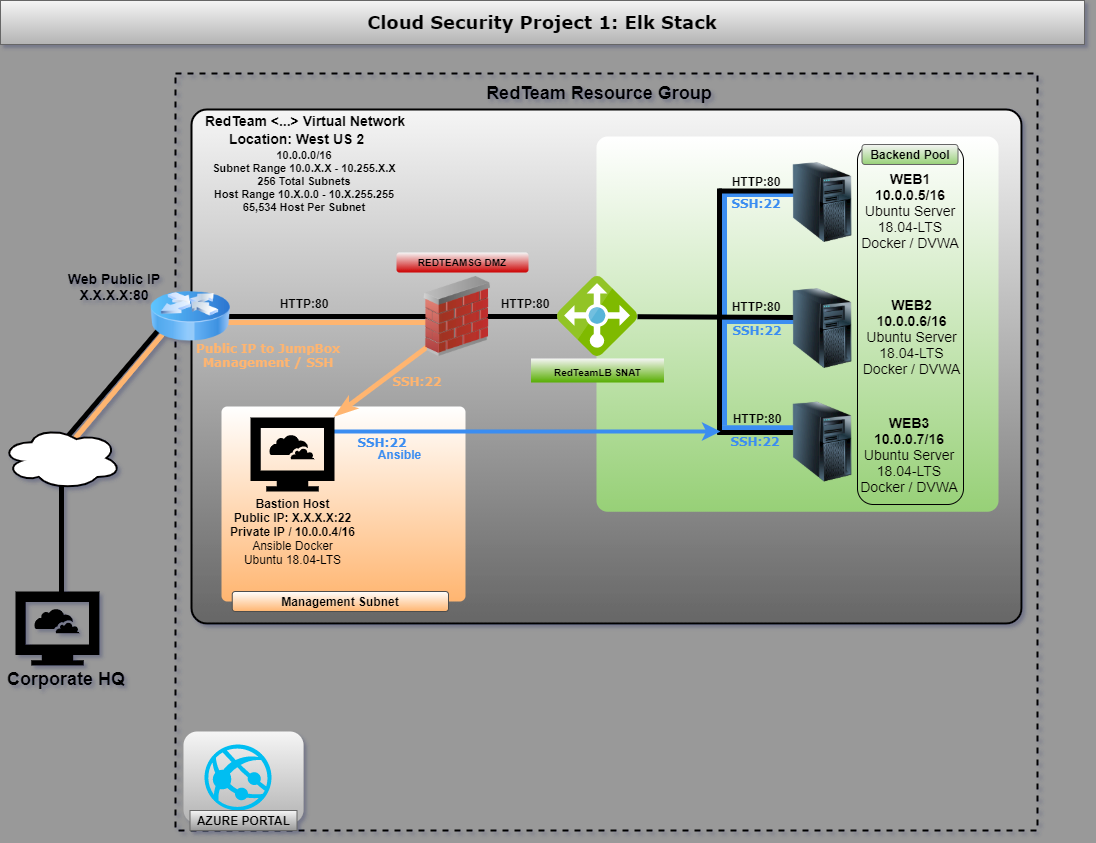 Cloud Security Project 1: Elk Stack
RedTeam Resource Group
RedTeam <...> Virtual Network
Location: West US 2
10.0.0.0/16
Subnet Range 10.0.X.X - 10.255.X.X
256 Total Subnets
Host Range 10.X.0.0 - 10.X.255.255
65,534 Host Per Subnet
Backend Pool
WEB1
10.0.0.5/16
Ubuntu Server
18.04-LTS
Docker / DVWA
HTTP:80
SSH:22
REDTEAMSG DMZ
Web Public IP
X.X.X.X:80
HTTP:80
HTTP:80
HTTP:80
SSH:22
WEB2
10.0.0.6/16
Ubuntu Server
18.04-LTS
Docker / DVWA
Public IP to JumpBox
Management / SSH
RedTeamLB SNAT
SSH:22
HTTP:80
SSH:22
WEB3
10.0.0.7/16
Ubuntu Server
18.04-LTS
Docker / DVWA
SSH:22
Ansible
Bastion Host
Public IP: X.X.X.X:22
Private IP / 10.0.0.4/16
Ansible Docker
Ubuntu 18.04-LTS
Management Subnet
Corporate HQ
AZURE PORTAL